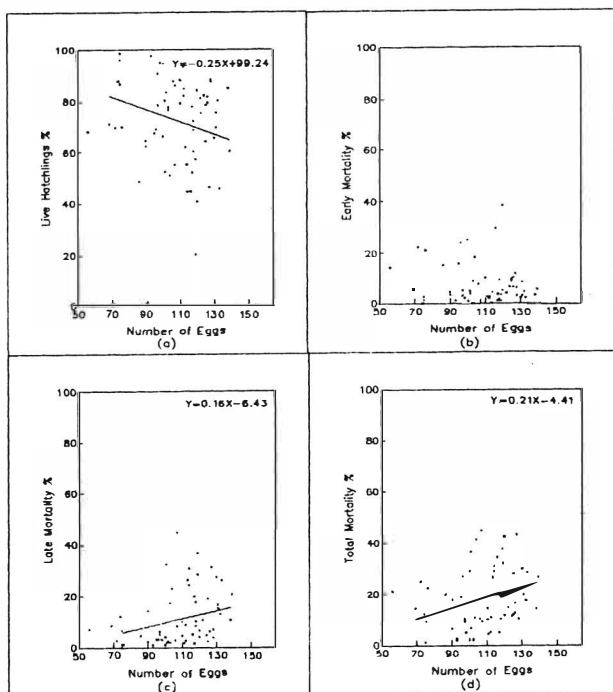 100
80
60
40
20
0
Live Hatchlings %
Y=-0.25X+99.24
50 70 90 110 130 150
Number of Eggs
(a)
100
80
60
40
20
0
Early Mortality %
50 70 90 110 130 150
Number of Eggs
(b)
100
80
60
40
20
0
Late Mortality %
Y=0.16X-6.43
50 70 90 110 130 150
Number of Eggs
(c)
100
80
60
40
20
0
Total Mortality %
Y=0.21X-4.41
50 70 90 110 130 150
Number of Eggs
(d)